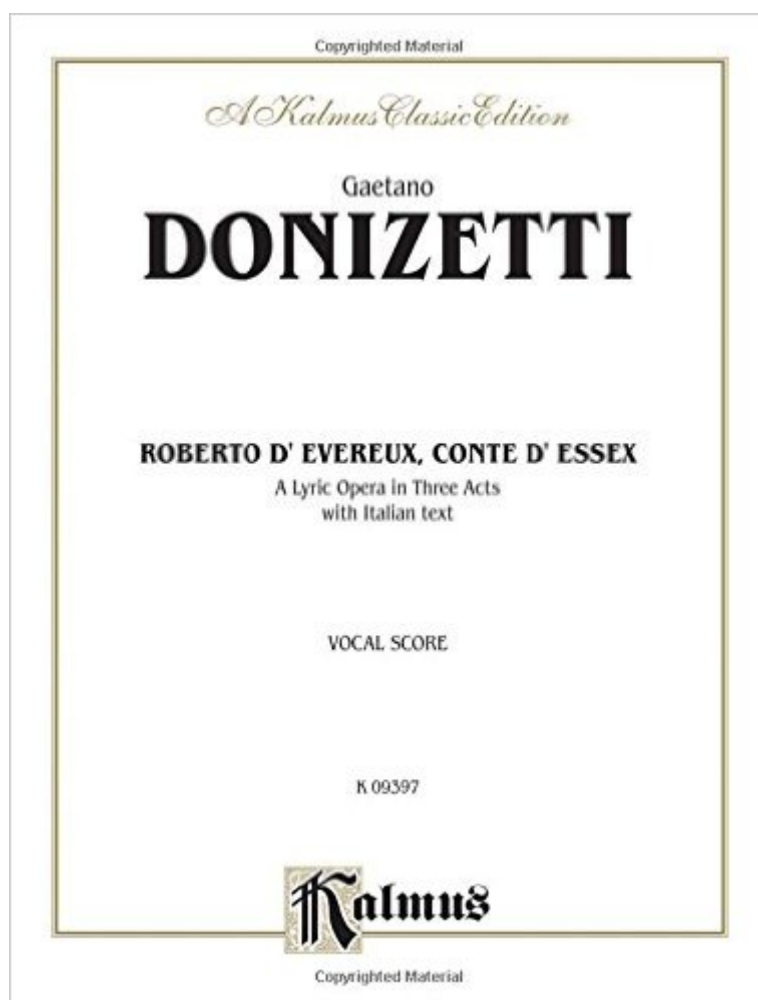 Copyrighted Material
A Kalmus Classic Edition
Gaetano
DONIZETTI
ROBERTO D' EVEREUX, CONTE D' ESSEX
A Lyric Opera in Three Acts
with Italian text
VOCAL SCORE
K 09397
Kalmus
Copyrighted Material